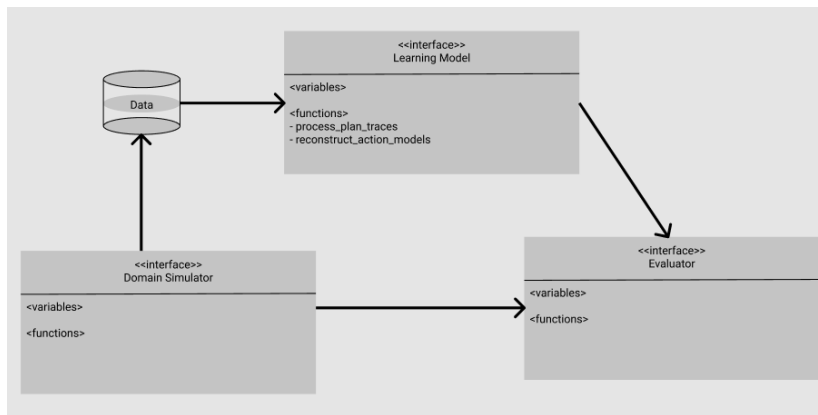 <<interface>>
Learning Model
<variables>
<functions>
- process_plan_traces
- reconstruct_action_models
Data
<<interface>>
Domain Simulator
<variables>
<functions>
<<interface>>
Evaluator
<variables>
<functions>